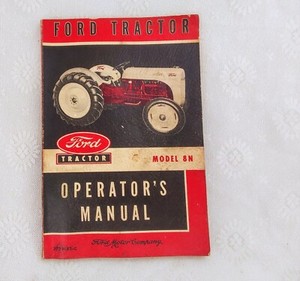 FORD TRACTOR
Ford
TRACTOR
MODEL 8N
OPERATOR'S
MANUAL
Ford Motor Company